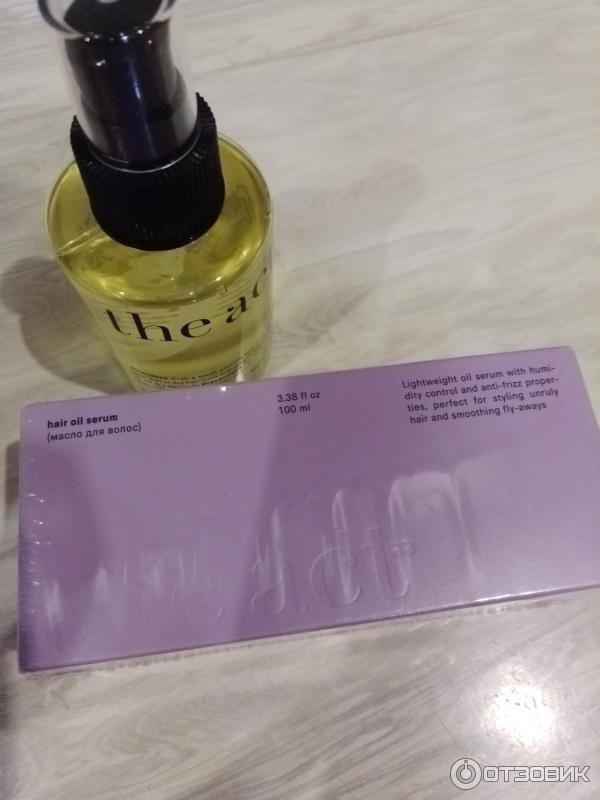 the ac
hair oil serum
(масло для волос)
3.38 fl oz
100 ml
Lightweight oil serum with humi-
dity control and anti-frizz proper-
ties, perfect for styling unruly
hair and smoothing fly-aways
act
ОТЗОВИК